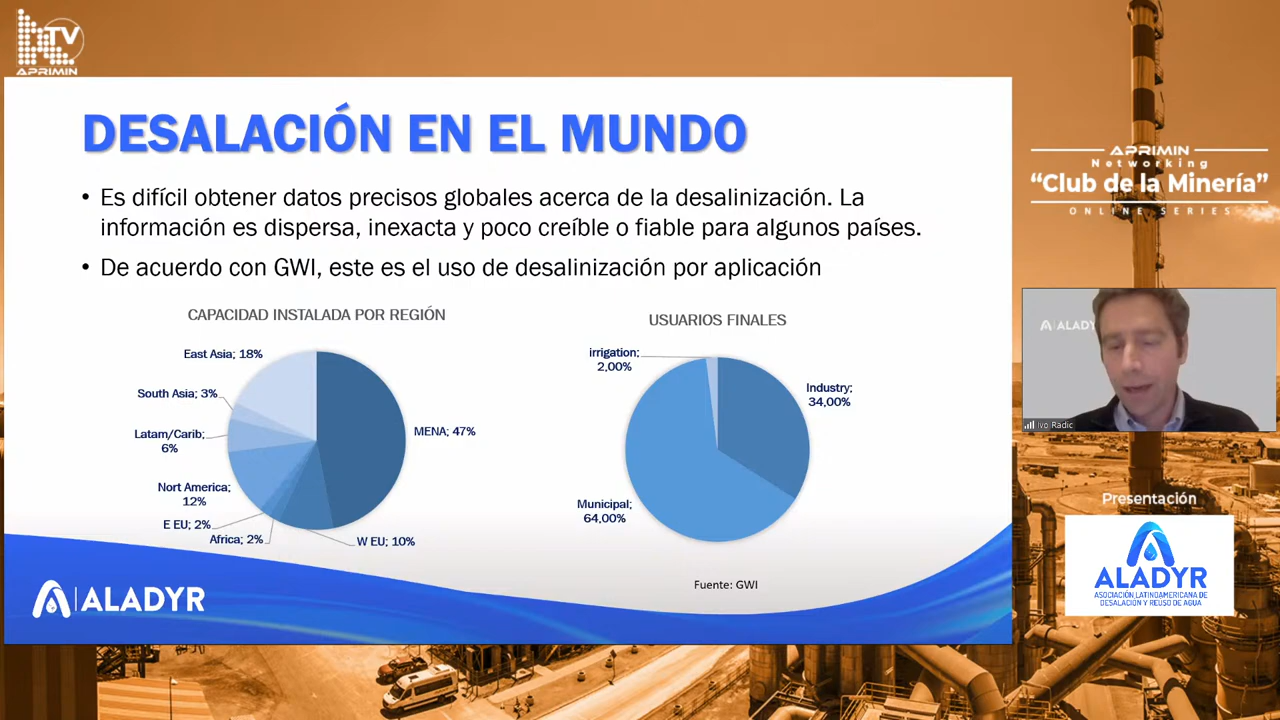 TV
APRIMIN
DESALACIÓN EN EL MUNDO
• Es difícil obtener datos precisos globales acerca de la desalinización. La
información es dispersa, inexacta y poco creíble o fiable para algunos países.
• De acuerdo con GWI, este es el uso de desalinización por aplicación
CAPACIDAD INSTALADA POR REGIÓN
East Asia; 18%
South Asia; 3%
Latam/Carib;
6%
Nort America;
12%
E EU; 2%
Africa; 2%
W EU; 10%
MENA; 47%
USUARIOS FINALES
irrigation;
2,00%
Industry;
34,00%
Municipal;
64,00%
Fuente: GWI
ALADYR
APRIMIN
Networking
“Club de la Minería”
ONLINE SERIES
ALADY
Ivo Radic
Presentación
ALADYR
ASOCIACIÓN LATINOAMERICANA DE
DESALACIÓN Y REUSO DE AGUA